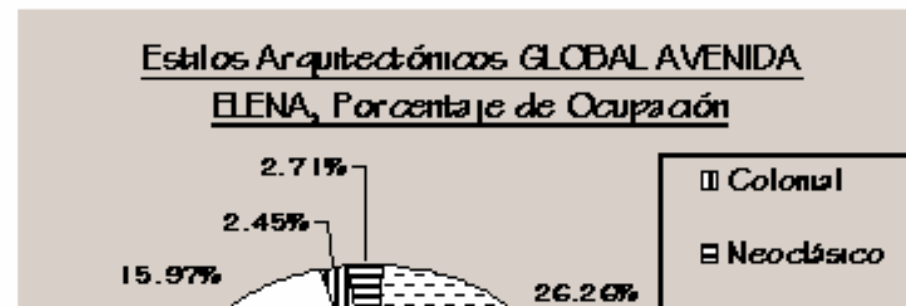 Estilos Arquitectónicos GLOBAL AVENIDA
ELENA, Porcentaje de Ocupación
2.71%
2.45%
15.97%
26.26%
Colonial
Neoclásico